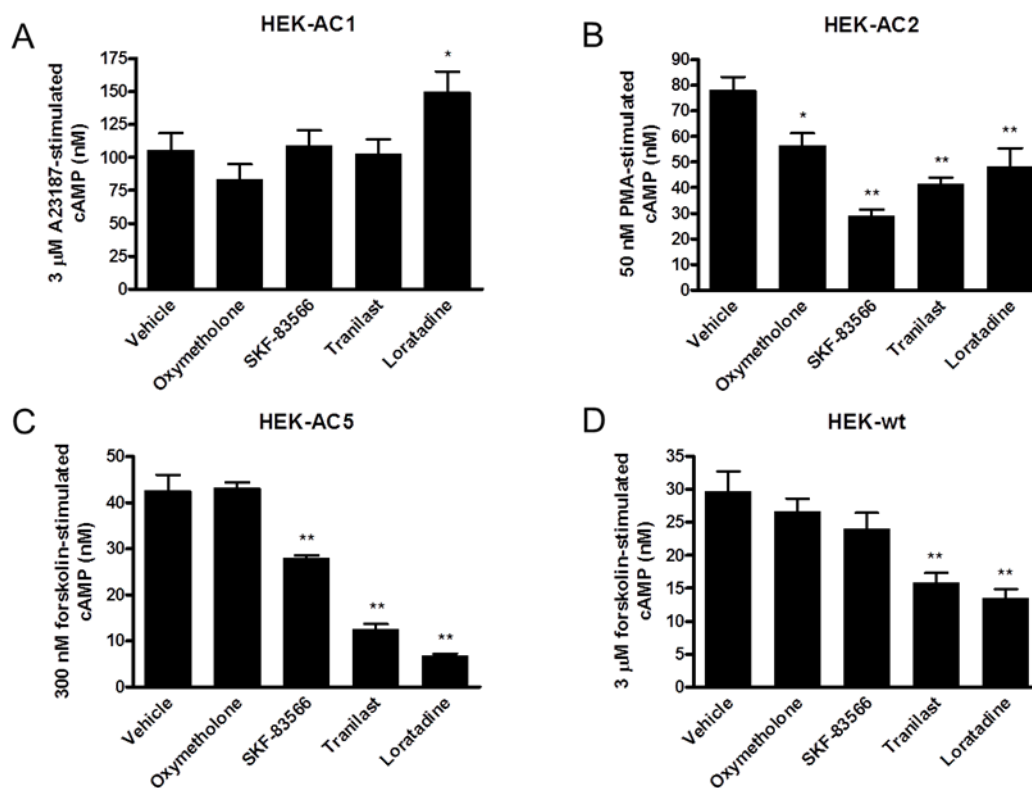 A
HEK-AC1
3 μM A23187-stimulated
cAMP (nM)
175
150
125
100
75
50
25
0
*
Vehicle
Oxymetholone
SKF-83566
Tranilast
Loratadine
B
HEK-AC2
50 nM PMA-stimulated
cAMP (nM)
90
80
70
60
50
40
30
20
10
0
*
**
**
**
Vehicle
Oxymetholone
SKF-83566
Tranilast
Loratadine
C
HEK-AC5
300 nM forskolin-stimulated
cAMP (nM)
50
40
30
20
10
0
**
**
**
Vehicle
Oxymetholone
SKF-83566
Tranilast
Loratadine
D
HEK-wt
3 μM forskolin-stimulated
cAMP (nM)
35
30
25
20
15
10
5
0
**
**
Vehicle
Oxymetholone
SKF-83566
Tranilast
Loratadine